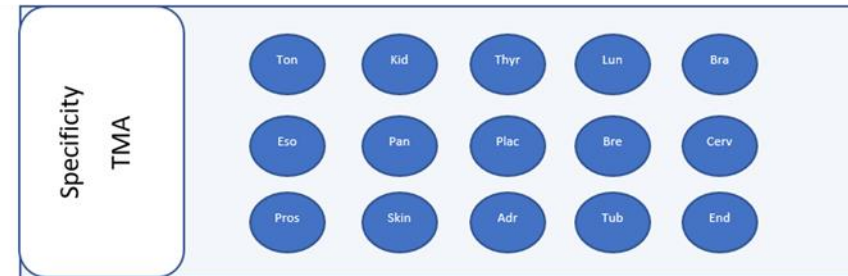 Specificity
TMA
Ton Kid Thyr Lun Bra
Eso Pan Plac Bre Cerv
Pros Skin Adr Tub End